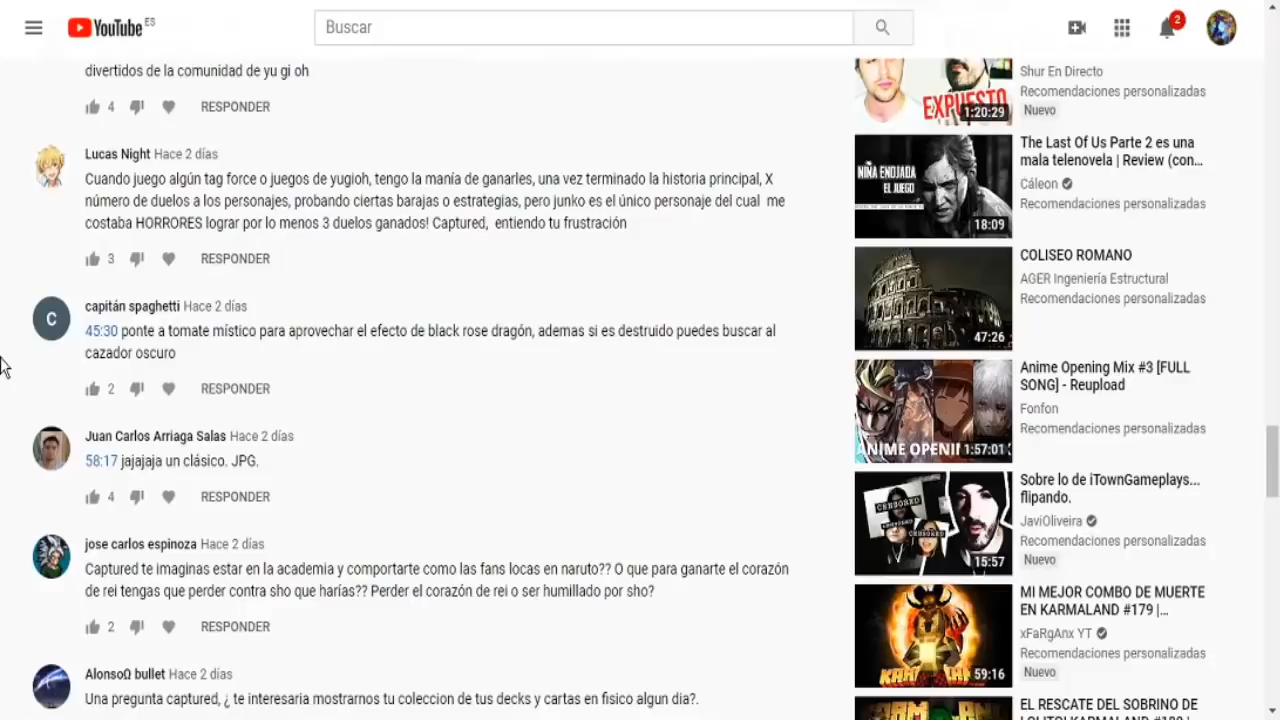 YouTube ES
Buscar
2
divertidos de la comunidad de yu gi oh
4 RESPONDER
Lucas Night Hace 2 días
Cuando juego algún tag force o juegos de yugioh, tengo la manía de ganarles, una vez terminado la historia principal, X
número de duelos a los personajes, probando ciertas barajas o estrategias, pero junko es el único personaje del cual me
costaba HORRORES lograr por lo menos 3 duelos ganados! Captured, entiendo tu frustración
3 RESPONDER
capitán spaghetti Hace 2 días
C
45:30 ponte a tomate místico para aprovechar el efecto de black rose dragón, ademas si es destruido puedes buscar al
cazador oscuro
2 RESPONDER
Juan Carlos Arriaga Salas Hace 2 días
58:17 jajajaja un clásico. JPG.
4 RESPONDER
jose carlos espinoza Hace 2 días
Captured te imaginas estar en la academia y comportarte como las fans locas en naruto?? O que para ganarte el corazón
de rei tengas que perder contra sho que harías?? Perder el corazón de rei o ser humillado por sho?
2 RESPONDER
AlonsoΩ bullet Hace 2 días
Una pregunta captured, ¿ te interesaria mostrarnos tu coleccion de tus decks y cartas en fisico algun dia?.
EXPUESTO
1:20:29
Shur En Directo
Recomendaciones personalizadas
Nuevo
NIÑA ENOJADA
EL JUEGO
18:09
The Last Of Us Parte 2 es una
mala telenovela | Review (con...
Cáleon
Recomendaciones personalizadas
47:26
COLISEO ROMANO
AGER Ingeniería Estructural
Recomendaciones personalizadas
ANIME OPENI
1:57:01
Anime Opening Mix #3 [FULL
SONG] - Reupload
Fonfon
Recomendaciones personalizadas
CENSORED
CENSORED
CENSORED
15:57
Sobre lo de iTownGameplays...
flipando.
JaviOliveira
Recomendaciones personalizadas
Nuevo
59:16
MI MEJOR COMBO DE MUERTE
EN KARMALAND #179 |...
xFaRgAnx YT
Recomendaciones personalizadas
Nuevo
EL RESCATE DEL SOBRINO DE